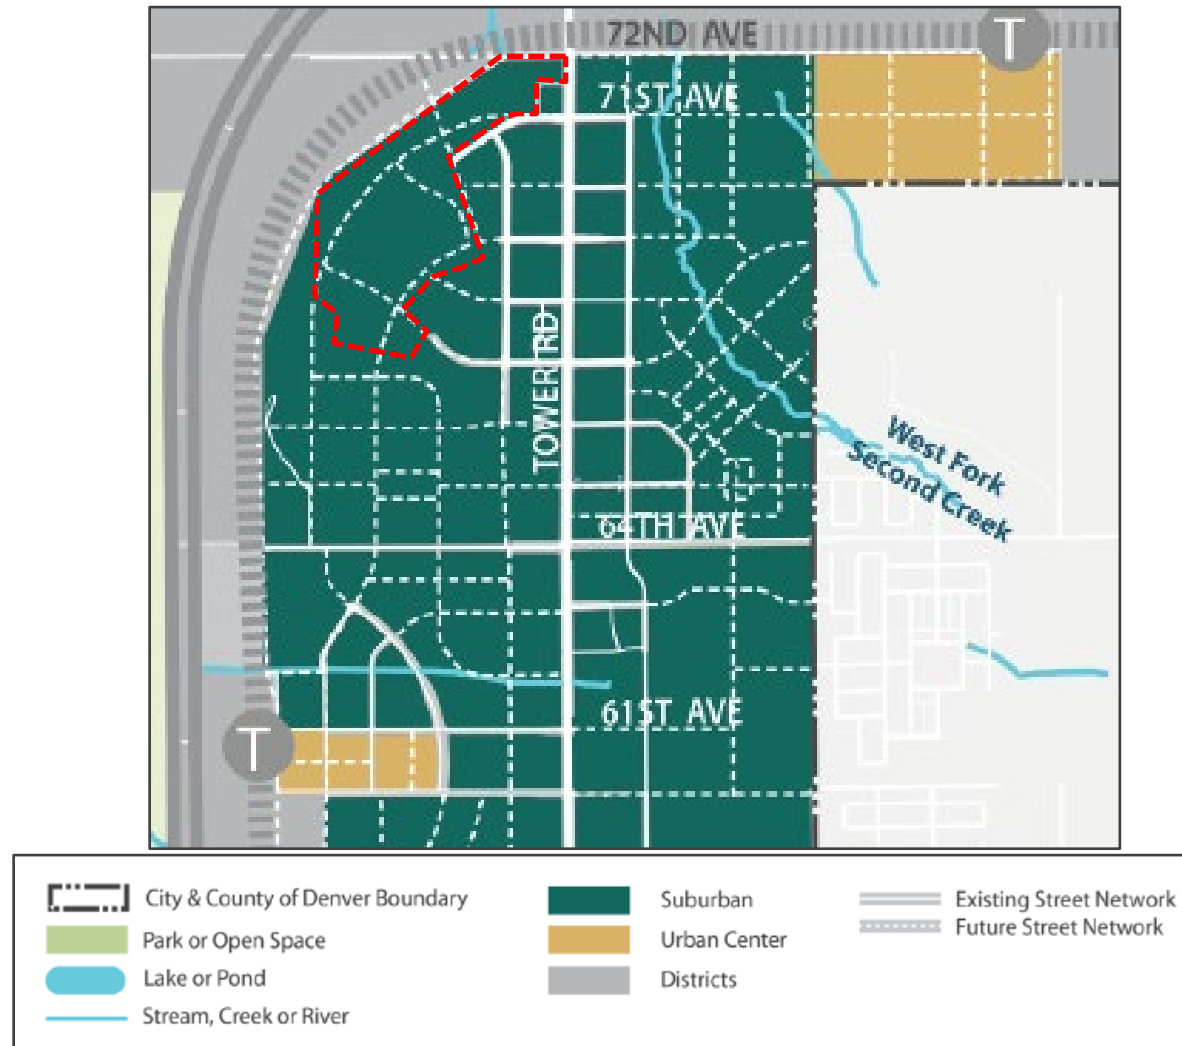 72ND AVE
T
71ST AVE
TOWER RD
West Fork
Second Creek
64TH AVE
61ST AVE
T
City & County of Denver Boundary
Park or Open Space
Lake or Pond
Stream, Creek or River
Suburban
Urban Center
Districts
Existing Street Network
Future Street Network